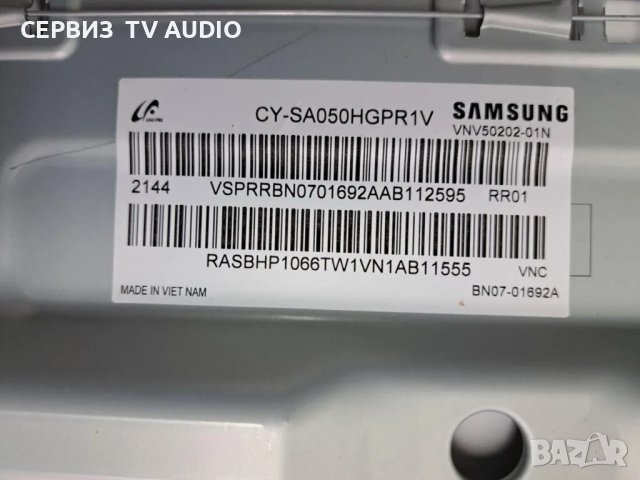 СЕРВИЗ TV AUDIO
CY-SA050HGPR1V SAMSUNG
VNV50202-01N
2144 VSPRRBN0701692AAB112595 RR01
RASBHP1066TW1VN1AB11555 VNC
MADE IN VIET NAM BN07-01692A
BAZAR